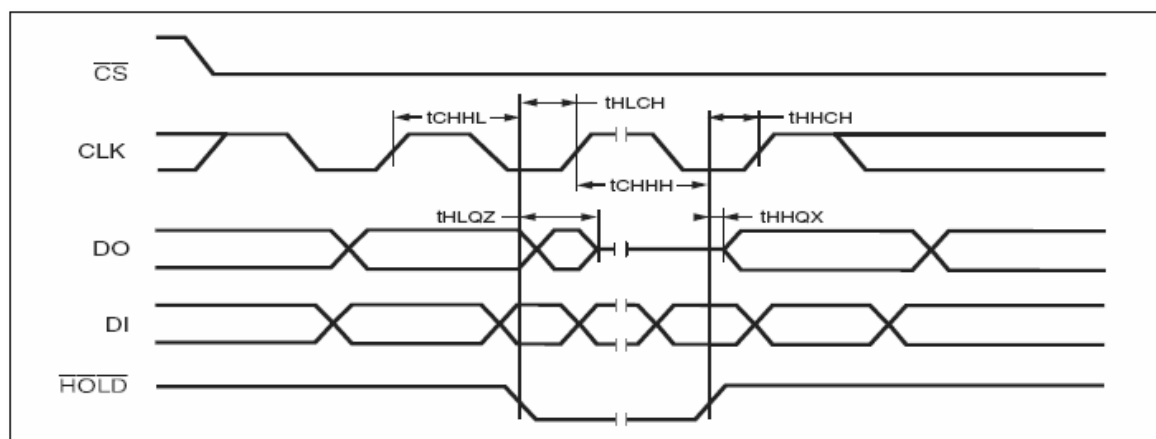 CS
tHLCH
tCHHL
tHHCH
CLK
tCHHH
tHLQZ
tHHQX
DO
DI
HOLD